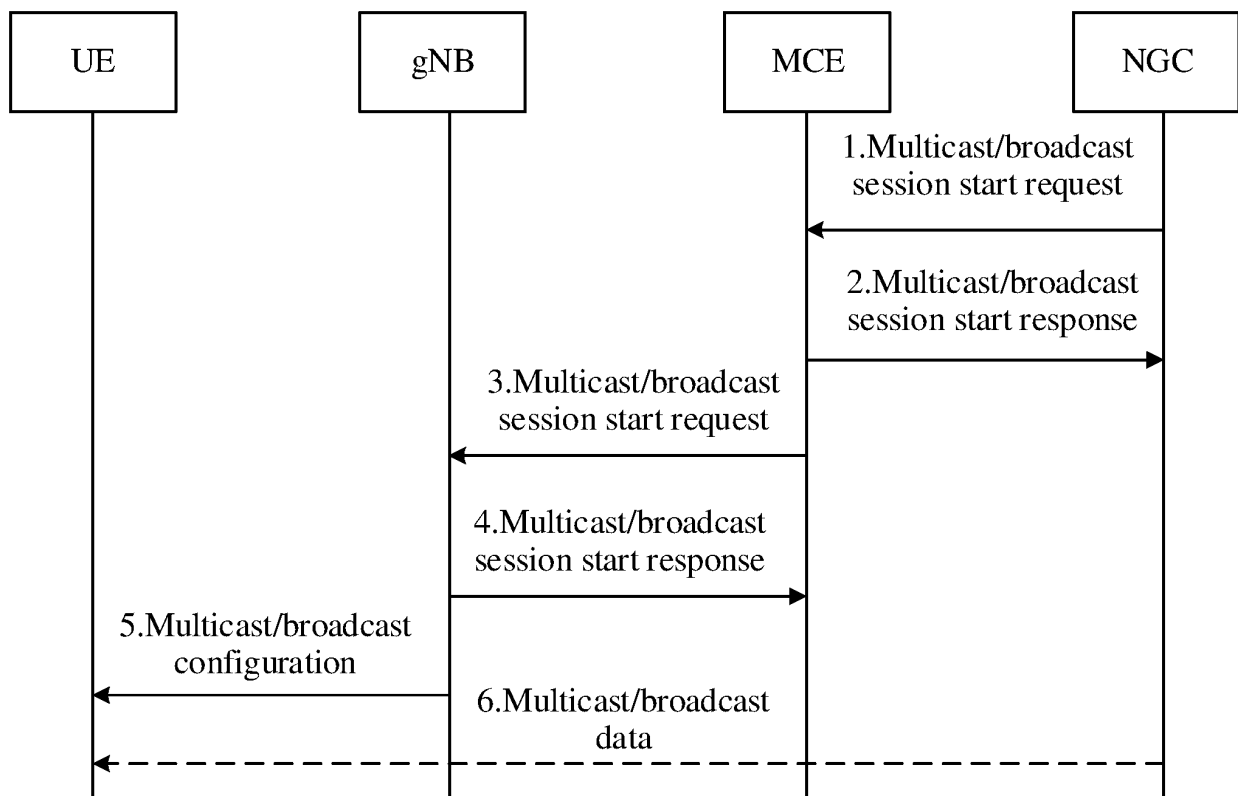 UE
gNB
MCE
NGC
1.Multicast/broadcast
session start request
2.Multicast/broadcast
session start response
3.Multicast/broadcast
session start request
4.Multicast/broadcast
session start response
5.Multicast/broadcast
configuration
6.Multicast/broadcast
data